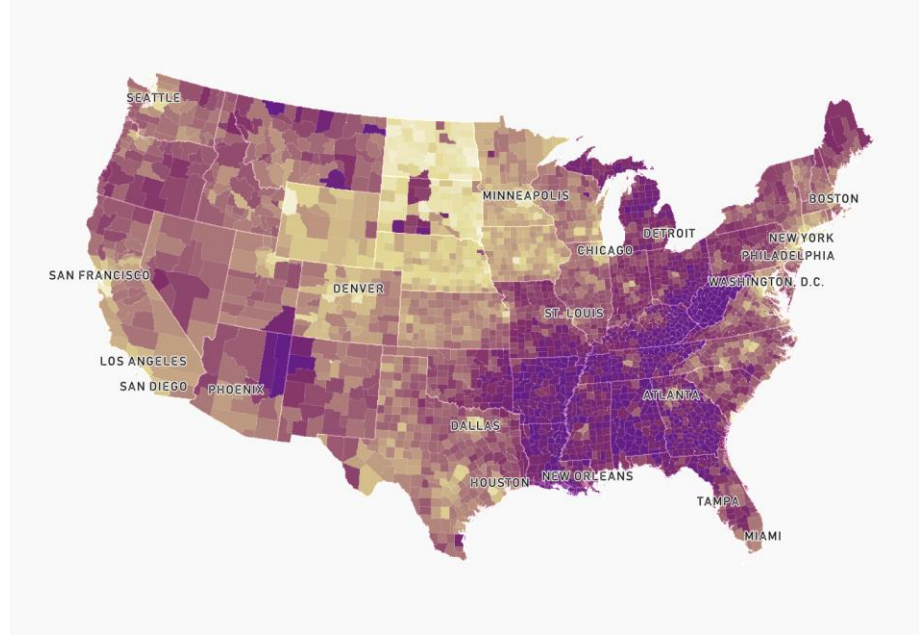 SEATTLE
MINNEAPOLIS
BOSTON
DETROIT
NEW YORK
CHICAGO
PHILADELPHIA
SAN FRANCISCO
WASHINGTON, D.C.
DENVER
ST. LOUIS
LOS ANGELES
SAN DIEGO
PHOENIX
ATLANTA
DALLAS
NEW ORLEANS
HOUSTON
TAMPA
MIAMI